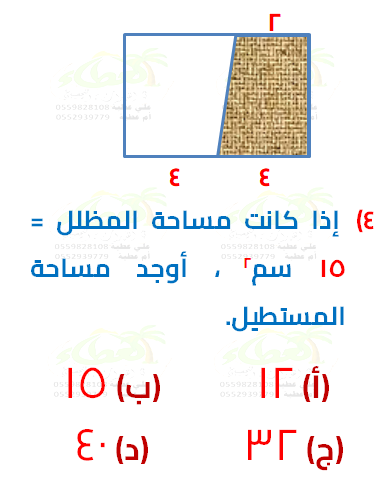 ٢
٤ ٤
٤) إذا كانت مساحة المظلل =
١٥ سم٢ ، أوجد مساحة
المستطيل.
(أ) ١٢ (ب) ١٥
(ج) ٣٢ (د) ٤٠
على عطية 0559828108
ام عطية 0552939779